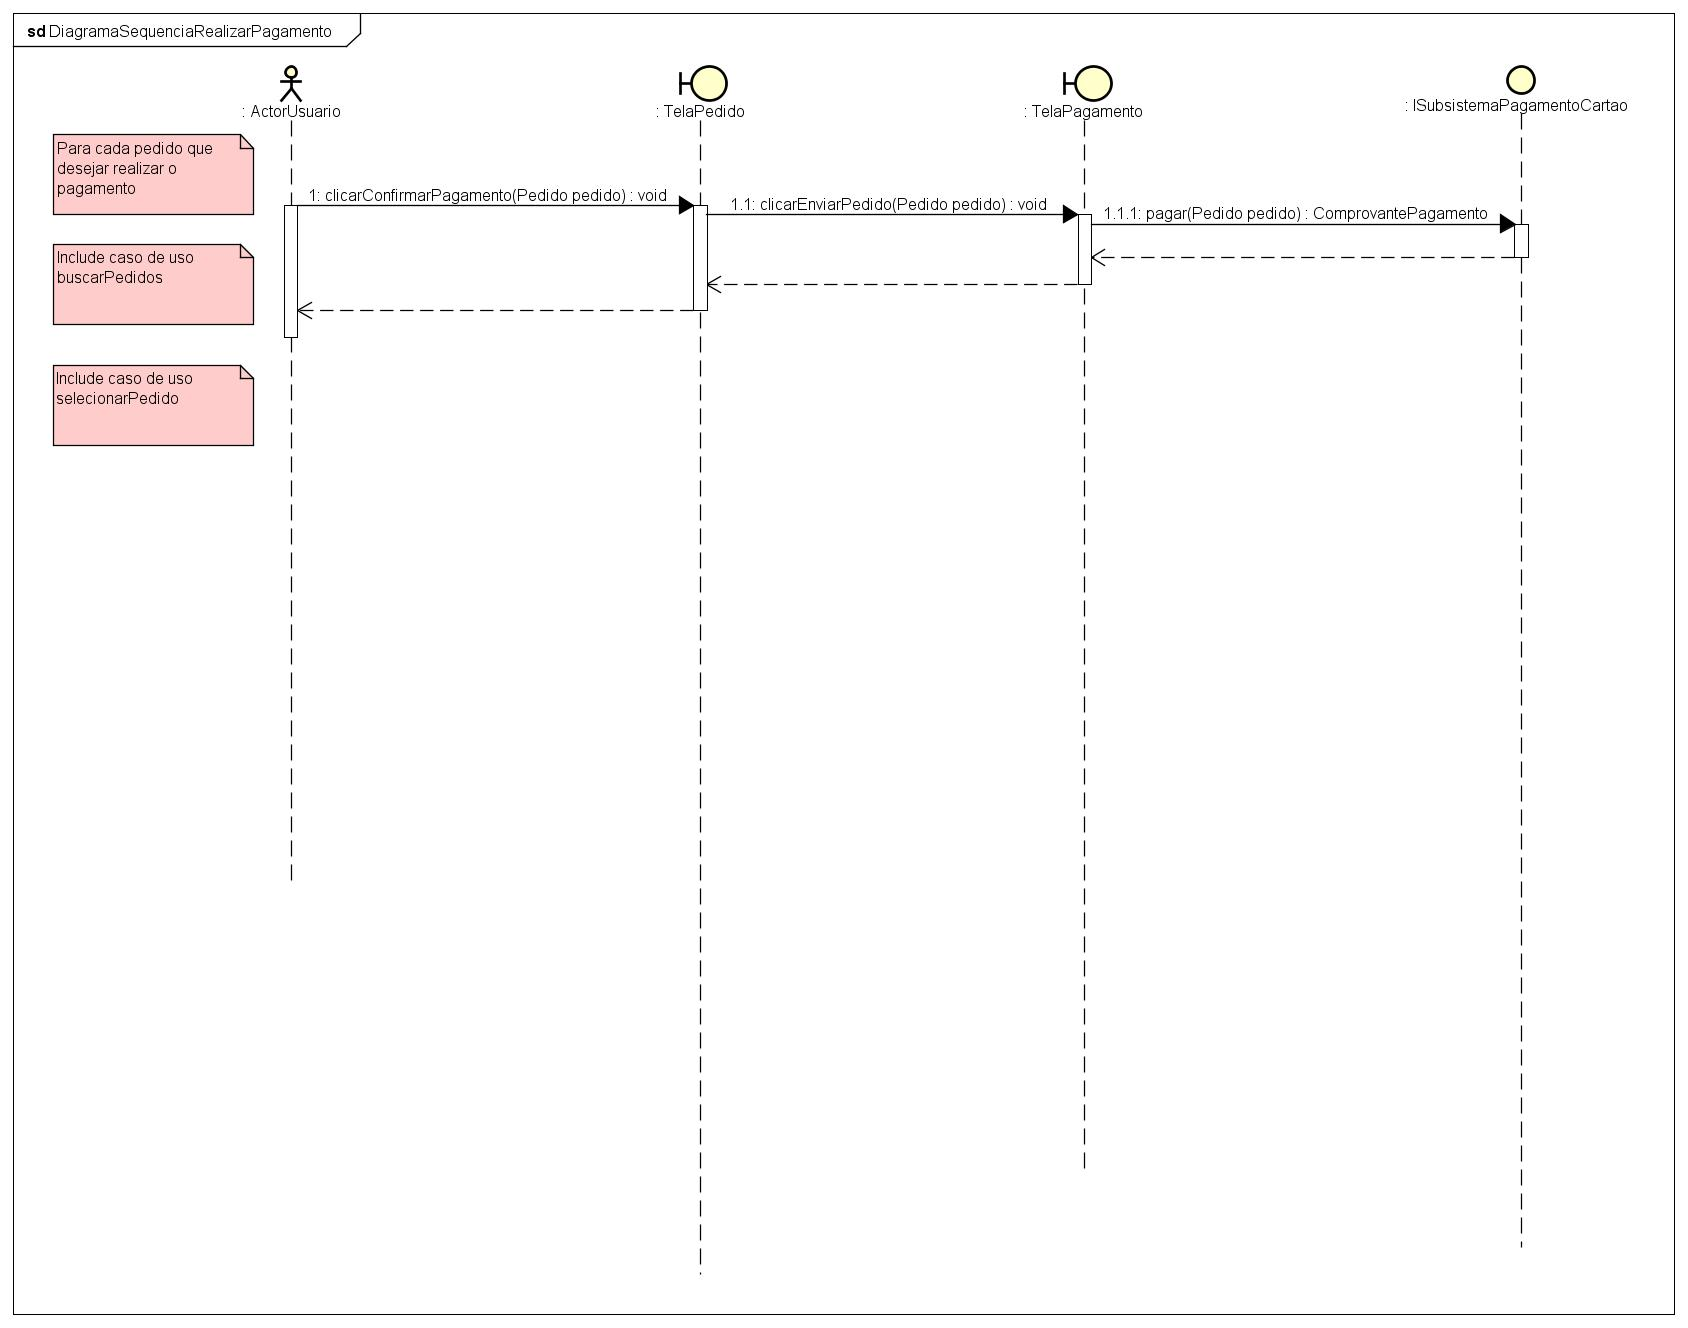 sd DiagramaSequenciaRealizarPagamento
: ActorUsuario
: TelaPedido
: TelaPagamento
: ISubsistemaPagamentoCartao
Para cada pedido que
desejar realizar o
pagamento
1: clicarConfirmarPagamento(Pedido pedido) : void
1.1: clicarEnviarPedido(Pedido pedido) : void
1.1.1: pagar(Pedido pedido) : ComprovantePagamento
Include caso de uso
buscarPedidos
Include caso de uso
selecionarPedido